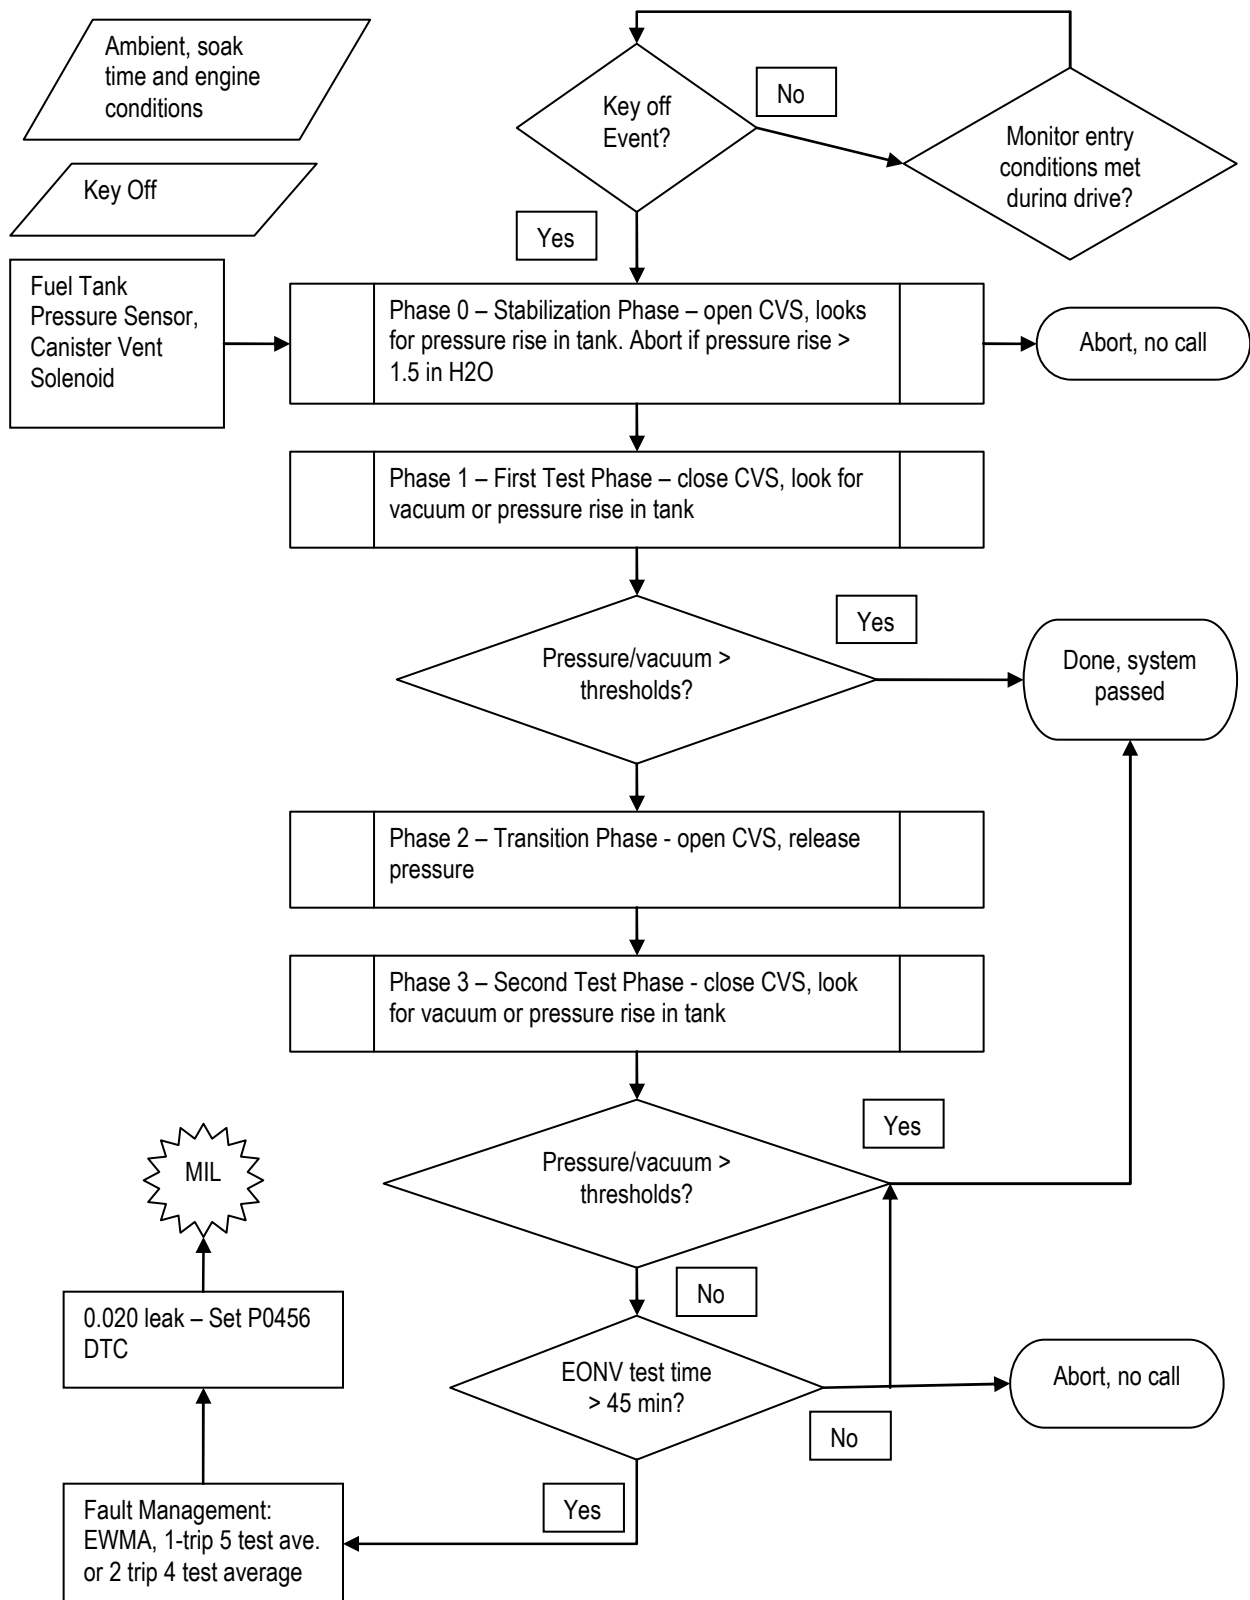 Ambient, soak
time and engine
conditions
Key off
Event?
No
Monitor entry
conditions met
during drive?
Key Off
Yes
Fuel Tank
Pressure Sensor,
Canister Vent
Solenoid
Phase 0 – Stabilization Phase – open CVS, looks
for pressure rise in tank. Abort if pressure rise >
1.5 in H2O
Abort, no call
Phase 1 – First Test Phase – close CVS, look for
vacuum or pressure rise in tank
Pressure/vacuum >
thresholds?
Yes
Done, system
passed
Phase 2 – Transition Phase - open CVS, release
pressure
Phase 3 – Second Test Phase - close CVS, look
for vacuum or pressure rise in tank
Pressure/vacuum >
thresholds?
Yes
MIL
No
0.020 leak – Set P0456
DTC
EONV test time
> 45 min?
Abort, no call
No
Yes
Fault Management:
EWMA, 1-trip 5 test ave.
or 2 trip 4 test average